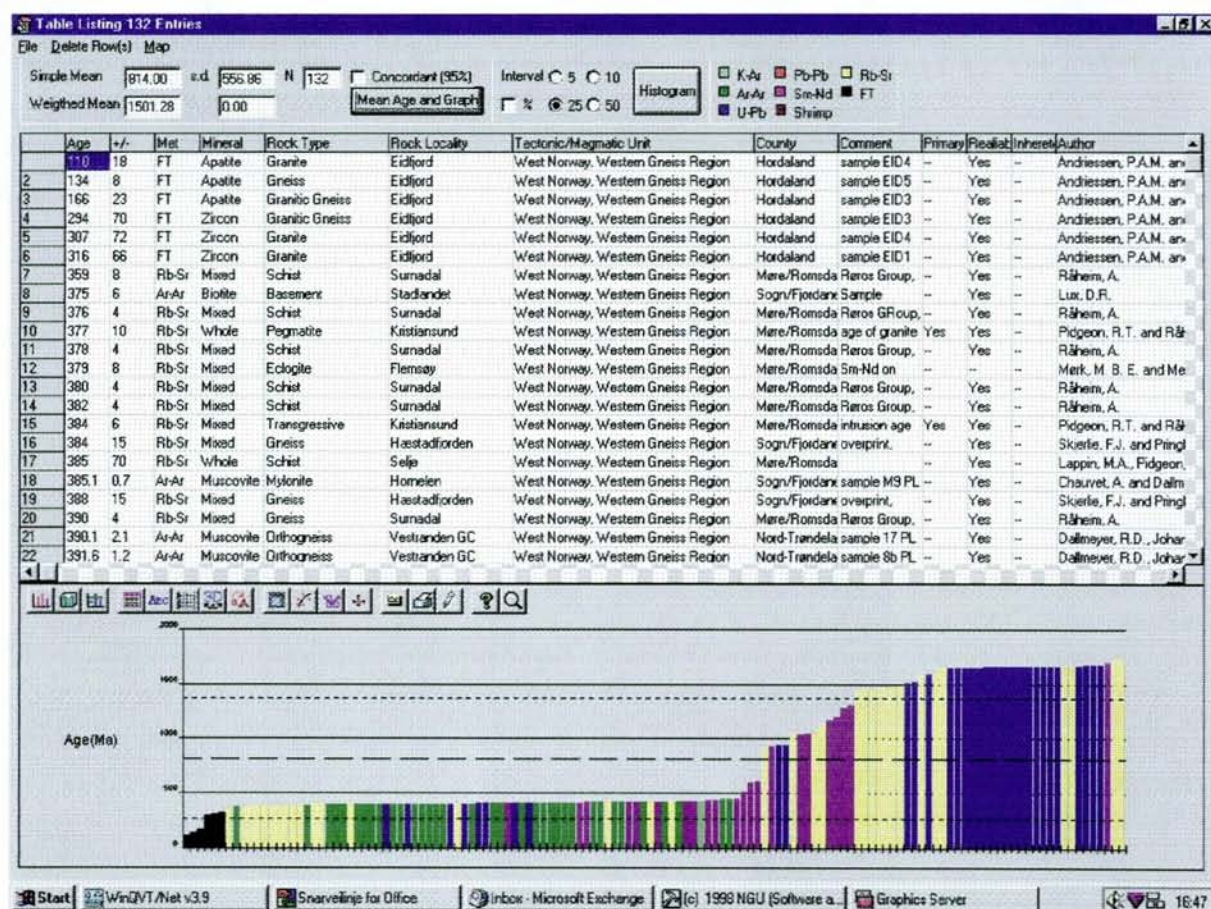 Table Listing 132 Entries
File Delete Row(s) Map
Simple Mean 814.00 s.d. 556.86 N 132 Concordant (95%) Interval 5 10 Histogram K-Ar Pb-Pb Rb-Sr
Weigthed Mean 1501.28 0.00 Mean Age and Graph % 25 50 Ar-Ar Sm-Nd FT
U-Pb Shrimp
Age +/- Met Mineral Rock Type Rock Locality Tectonic/Magmatic Unit County Comment Primary Realiab Inherete Author
110 18 FT Apatite Granite Eidfjord West Norway, Western Gneiss Region Hordaland sample EID4 -- Yes -- Andriessen, P.A.M. an
2 134 8 FT Apatite Gneiss Eidfjord West Norway, Western Gneiss Region Hordaland sample EID5 -- Yes -- Andriessen, P.A.M. an
3 166 23 FT Apatite Granitic Gneiss Eidfjord West Norway, Western Gneiss Region Hordaland sample EID3 -- Yes -- Andriessen, P.A.M. an
4 294 70 FT Zircon Granitic Gneiss Eidfjord West Norway, Western Gneiss Region Hordaland sample EID3 -- Yes -- Andriessen, P.A.M. an
5 307 72 FT Zircon Granite Eidfjord West Norway, Western Gneiss Region Hordaland sample EID4 -- Yes -- Andriessen, P.A.M. an
6 316 66 FT Zircon Granite Eidfjord West Norway, Western Gneiss Region Hordaland sample EID1 -- Yes -- Andriessen, P.A.M. an
7 359 8 Rb-Sr Mixed Schist Surnadal West Norway, Western Gneiss Region Møre/Romsda Røros Group, -- Yes -- Råheim, A.
8 375 6 Ar-Ar Biotite Basement Stadlandet West Norway, Western Gneiss Region Sogn/Fjordane Sample -- Yes -- Lux, D.R.
9 376 4 Rb-Sr Mixed Schist Surnadal West Norway, Western Gneiss Region Møre/Romsda Røros GRoup, -- Yes -- Råheim, A.
10 377 10 Rb-Sr Whole Pegmatite Kristiansund West Norway, Western Gneiss Region Møre/Romsda age of granite Yes Yes -- Pidgeon, R.T. and Rå
11 378 4 Rb-Sr Mixed Schist Surnadal West Norway, Western Gneiss Region Møre/Romsda Røros Group, -- Yes -- Råheim, A.
12 379 8 Rb-Sr Mixed Eclogite Flemsøy West Norway, Western Gneiss Region Møre/Romsda Sm-Nd on -- -- -- Mørk, M. B. E. and Me
13 380 4 Rb-Sr Mixed Schist Surnadal West Norway, Western Gneiss Region Møre/Romsda Røros Group, -- Yes -- Råheim, A.
14 382 4 Rb-Sr Mixed Schist Surnadal West Norway, Western Gneiss Region Møre/Romsda Røros Group, -- Yes -- Råheim, A.
15 384 6 Rb-Sr Mixed Transgressive Kristiansund West Norway, Western Gneiss Region Møre/Romsda intrusion age Yes Yes -- Pidgeon, R.T. and Rå
16 384 15 Rb-Sr Mixed Gneiss Hæstadfjorden West Norway, Western Gneiss Region Sogn/Fjordane overprint, -- Yes -- Skjerlie, F.J. and Pringl
17 385 70 Rb-Sr Whole Schist Selje West Norway, Western Gneiss Region Møre/Romsda -- Yes -- Lappin, M.A., Pidgeon,
18 385.1 0.7 Ar-Ar Muscovite Mylonite Hornelen West Norway, Western Gneiss Region Sogn/Fjordane sample M9 PL -- Yes -- Chauvet, A. and Dallm
19 388 15 Rb-Sr Mixed Gneiss Hæstadfjorden West Norway, Western Gneiss Region Sogn/Fjordane overprint, -- Yes -- Skjerlie, F.J. and Pringl
20 390 4 Rb-Sr Mixed Gneiss Surnadal West Norway, Western Gneiss Region Møre/Romsda Røros Group, -- Yes -- Råheim, A.
21 390.1 2.1 Ar-Ar Muscovite Orthogneiss Vestranden GC West Norway, Western Gneiss Region Nord-Trøndela sample 17 PL -- Yes -- Dallmeyer, R.D., Johar
22 391.6 1.2 Ar-Ar Muscovite Orthogneiss Vestranden GC West Norway, Western Gneiss Region Nord-Trøndela sample 8b PL -- Yes -- Dallmeyer, R.D., Johar
Abc
2000
1500
Age(Ma)
1000
500
0
Start WinQVT/Net v3.9 Snarveilinje for Office Inbox - Microsoft Exchange (c) 1998 NGU (Software a... Graphics Server 16:47